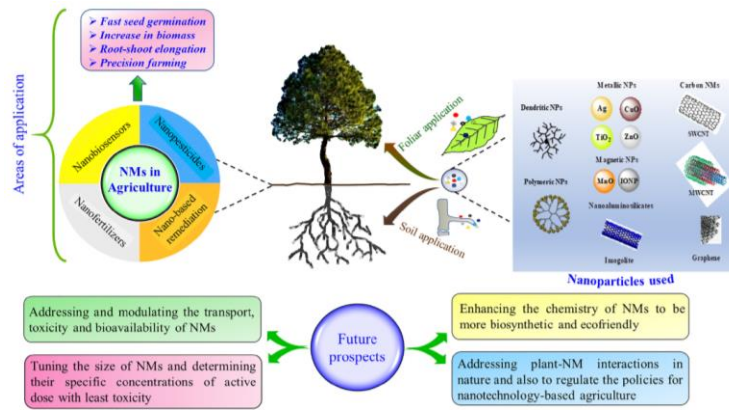 Areas of application
➢ Fast seed germination
➢ Increase in biomass
➢ Root-shoot elongation
➢ Precision farming
Nanobiosensors
Nanopesticides
NMs in
Agriculture
Nanofertilizers
Nano-based
remediation
Foliar application
Soil application
Metallic NPs
Carbon NMs
Dendritic NPs
Ag
CuO
TiO2
ZnO
SWCNT
Magnetic NPs
Polymeric NPs
MnO
IONP
MWCNT
Nanoaluminsilicates
Imogolite
Graphene
Nanoparticles used
Addressing and modulating the transport,
toxicity and bioavailability of NMs
Tuning the size of NMs and determining
their specific concentrations of active
dose with least toxicity
Future
prospects
Enhancing the chemistry of NMs to be
more biosynthetic and ecofriendly
Addressing plant-NM interactions in
nature and also to regulate the policies for
nanotechnology-based agriculture